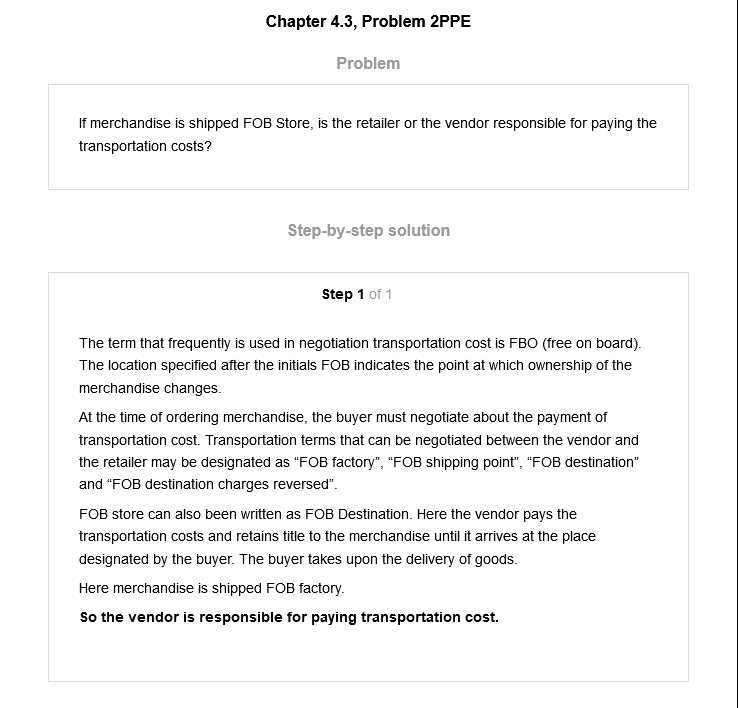 Chapter 4.3, Problem 2PPE
Problem
If merchandise is shipped FOB Store, is the retailer or the vendor responsible for paying the
transportation costs?
Step-by-step solution
Step 1 of 1
The term that frequently is used in negotiation transportation cost is FBO (free on board).
The location specified after the initials FOB indicates the point at which ownership of the
merchandise changes.
At the time of ordering merchandise, the buyer must negotiate about the payment of
transportation cost. Transportation terms that can be negotiated between the vendor and
the retailer may be designated as “FOB factory”, “FOB shipping point”, “FOB destination”
and “FOB destination charges reversed”.
FOB store can also been written as FOB Destination. Here the vendor pays the
transportation costs and retains title to the merchandise until it arrives at the place
designated by the buyer. The buyer takes upon the delivery of goods.
Here merchandise is shipped FOB factory.
So the vendor is responsible for paying transportation cost.